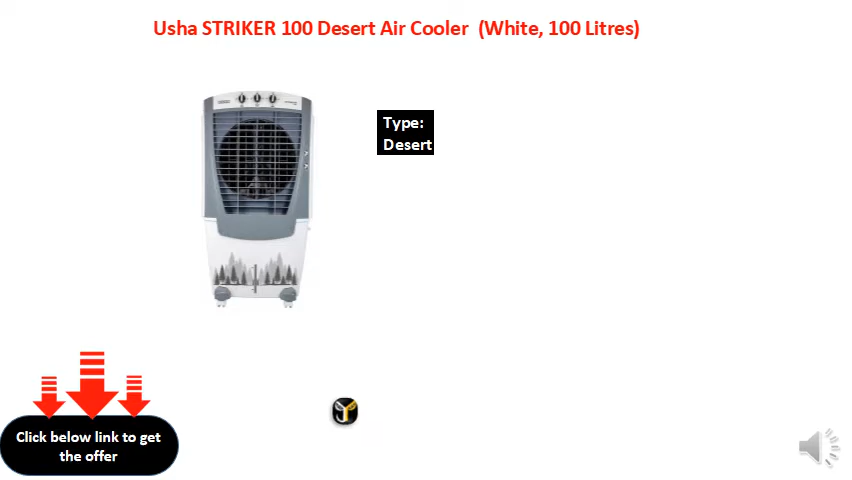 Usha STRIKER 100 Desert Air Cooler (White, 100 Litres)
Type:
Desert
Click below link to get
the offer